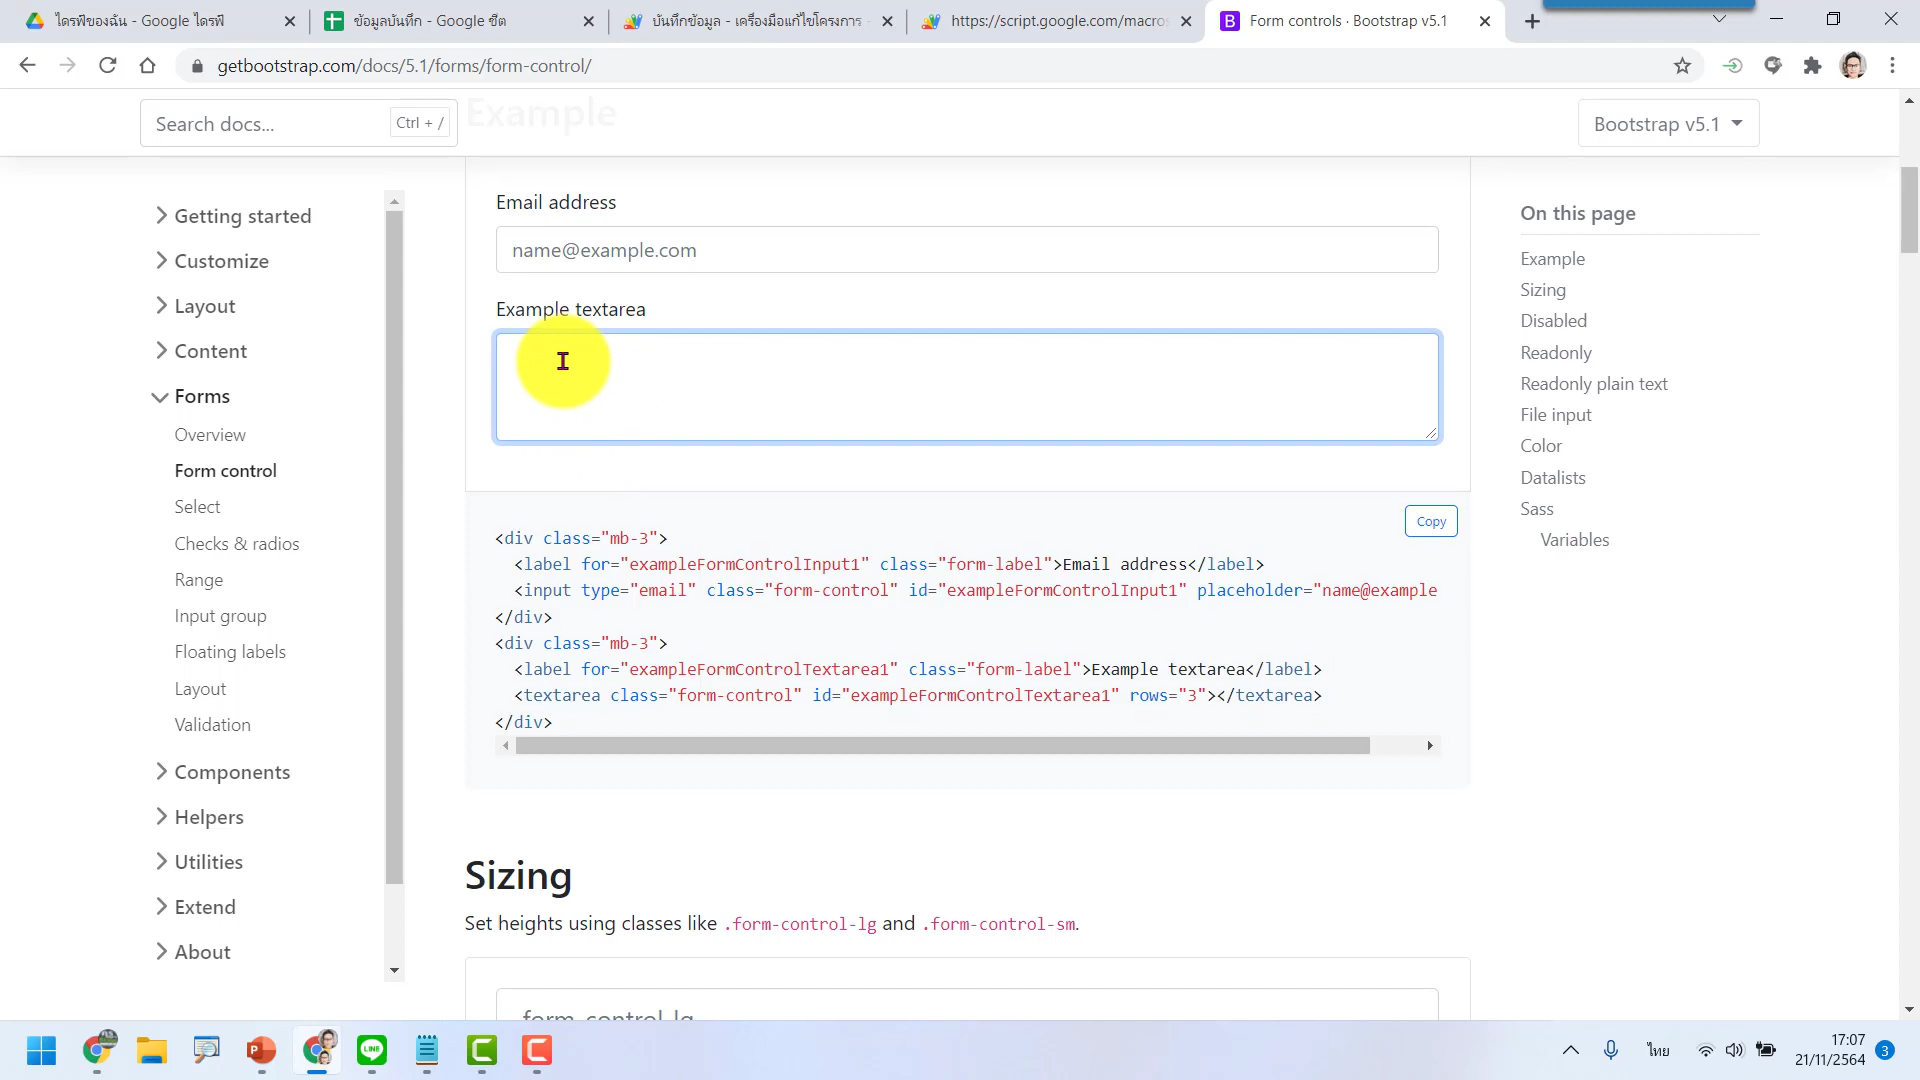 ไดรฟ์ของฉัน - Google ไดรฟ์
ข้อมูลบันทึก - Google ชีต
บันทึกข้อมูล - เครื่องมือแก้ไขโครงการ -
https://script.google.com/macros
Form controls · Bootstrap v5.1
getbootstrap.com/docs/5.1/forms/form-control/
Search docs...
Ctrl + /
Example
Bootstrap v5.1
Getting started
Customize
Layout
Content
Forms
Overview
Form control
Select
Checks & radios
Range
Input group
Floating labels
Layout
Validation
Components
Helpers
Utilities
Extend
About
Email address
name@example.com
Example textarea
Copy
<div class="mb-3">
  <label for="exampleFormControlInput1" class="form-label">Email address</label>
  <input type="email" class="form-control" id="exampleFormControlInput1" placeholder="name@example
</div>
<div class="mb-3">
  <label for="exampleFormControlTextarea1" class="form-label">Example textarea</label>
  <textarea class="form-control" id="exampleFormControlTextarea1" rows="3"></textarea>
</div>
Sizing
Set heights using classes like .form-control-lg and .form-control-sm.
.form-control-lg
On this page
Example
Sizing
Disabled
Readonly
Readonly plain text
File input
Color
Datalists
Sass
Variables
LINE
ไทย
17:07
21/11/2564
3